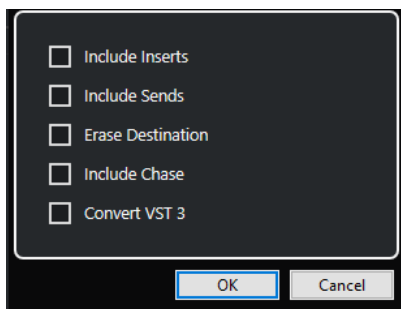 Include Inserts
Include Sends
Erase Destination
Include Chase
Convert VST 3
OK
Cancel